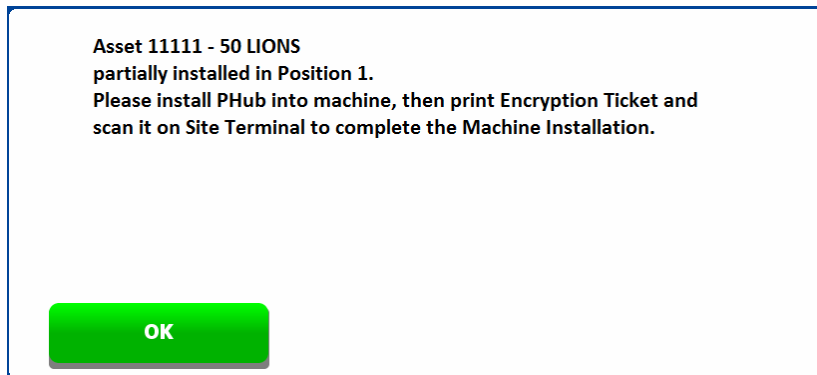 Asset 11111 - 50 LIONS
partially installed in Position 1.
Please install PHub into machine, then print Encryption Ticket and
scan it on Site Terminal to complete the Machine Installation.
OK